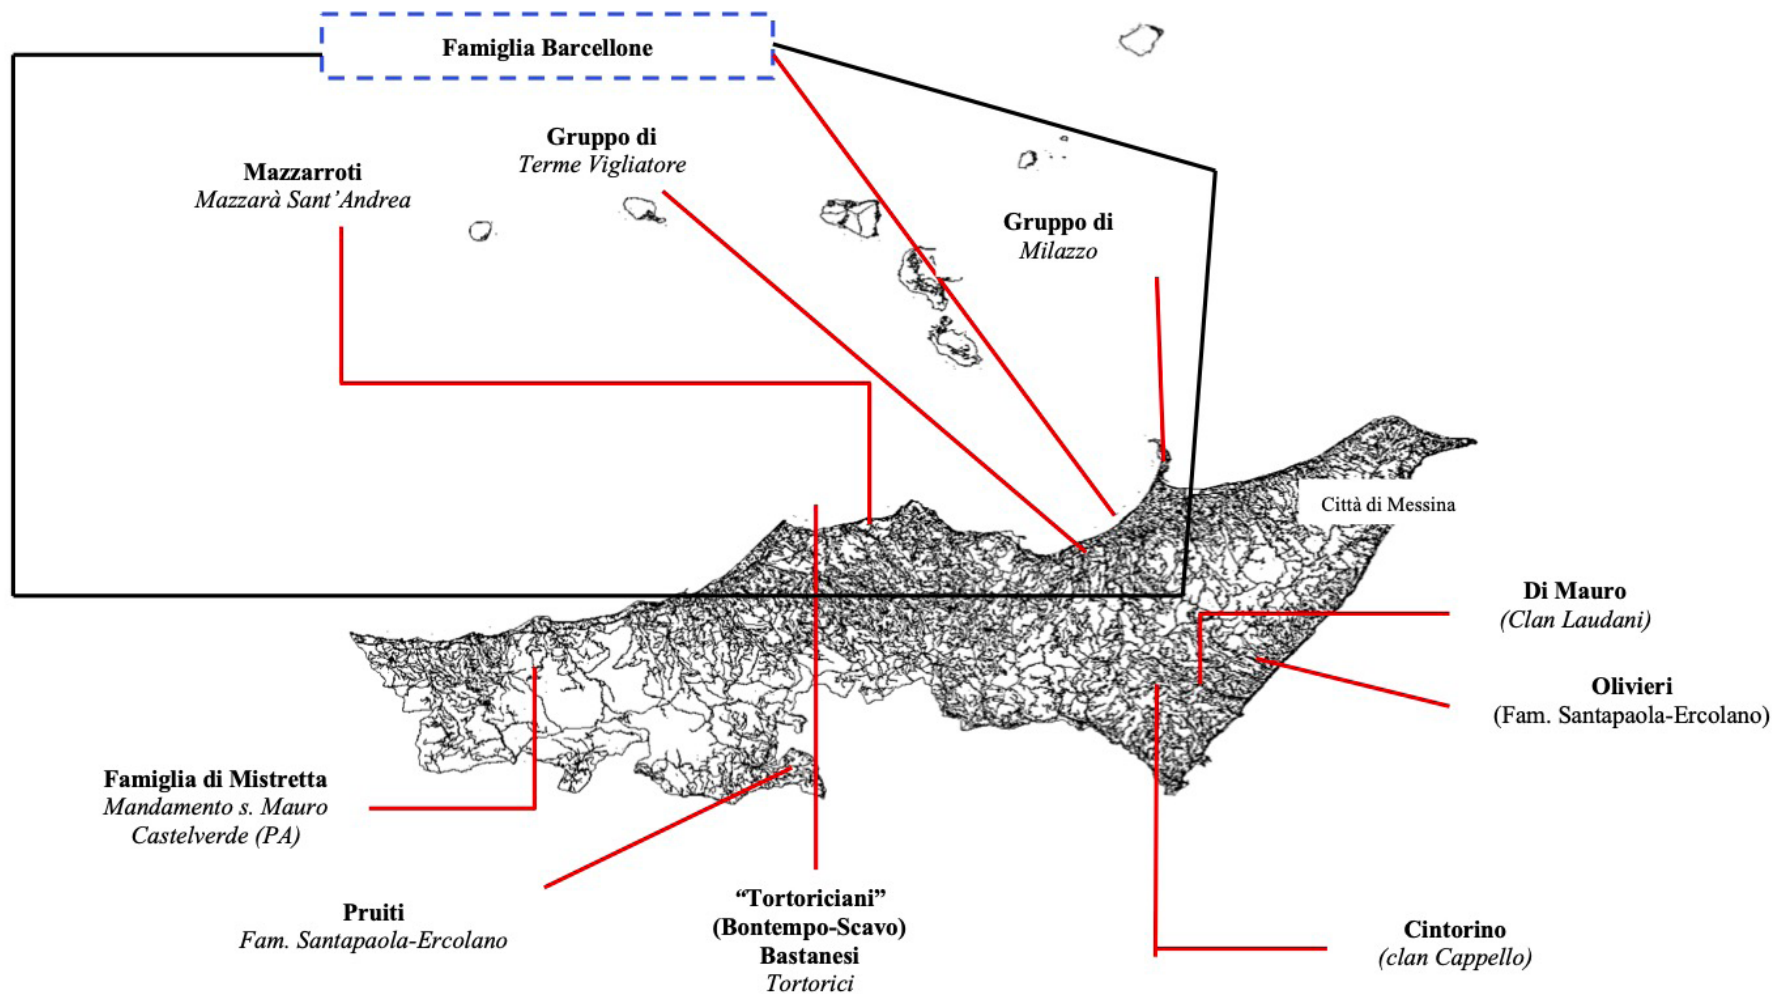 Famiglia Barcellone
Gruppo di
Terme Vigliatore
Mazzarroti
Mazzarà Sant’Andrea
Gruppo di
Milazzo
Città di Messina
Di Mauro
(Clan Laudani)
Olivieri
(Fam. Santapaola-Ercolano)
Famiglia di Mistretta
Mandamento s. Mauro
Castelverde (PA)
Pruiti
Fam. Santapaola-Ercolano
“Tortoriciani”
(Bontempo-Scavo)
Bastanesi
Tortorici
Cintorino
(clan Cappello)